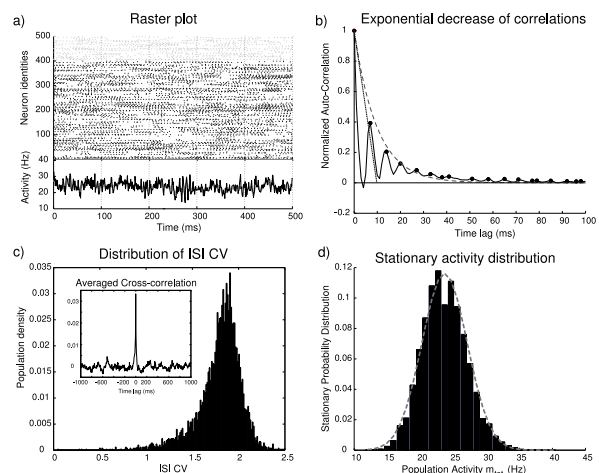 a)
Raster plot
500
400
300
200
100
Neuron identities
40
30
20
10
Activity (Hz)
0
100
200
300
400
500
Time (ms)
b)
Exponential decrease of correlations
1
0.8
0.6
0.4
0.2
0
-0.2
Normalized Auto-Correlation
0 10 20 30 40 50 60 70 80 90 100
Time lag (ms)
c)
Distribution of ISI CV
0.035
0.03
0.025
0.02
0.015
0.01
0.005
0
Population density
Averaged Cross-correlation
0,03
0,02
0,01
0
-1000 -600 -200 0 200 600 1000
Time lag (ms)
0 0.5 1.0 1.5 2.0 2.5
ISI CV
d)
Stationary activity distribution
0.12
0.1
0.08
0.06
0.04
0.02
0
Stationary Probability Distribution
10 15 20 25 30 35 40 45
Population Activity (Hz)